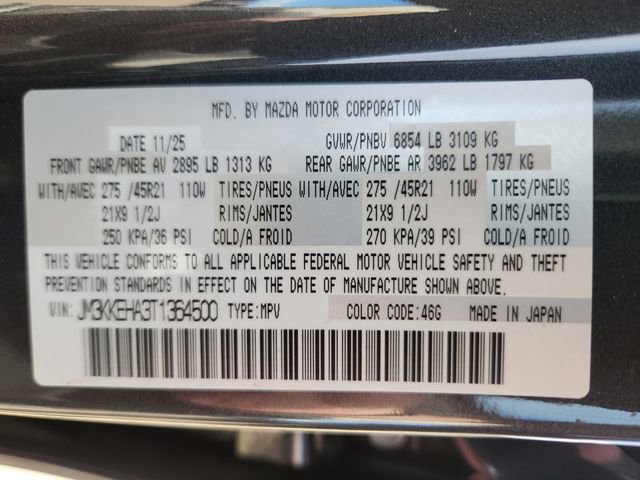 MFD. BY MAZDA MOTOR CORPORATION
DATE 11/25 GVWR/PNBV 6854 LB 3109 KG
FRONT GAWR/PNBE AV 2895 LB 1313 KG REAR GAWR/PNBE AR 3962 LB 1797 KG
WITH/AVEC 275 /45R21 110W TIRES/PNEUS WITH/AVEC 275 /45R21 110W TIRES/PNEUS
21X9 1/2J RIMS/JANTES 21X9 1/2J RIMS/JANTES
250 KPA/36 PSI COLD/A FROID 270 KPA/39 PSI COLD/A FROID
THIS VEHICLE CONFORMS TO ALL APPLICABLE FEDERAL MOTOR VEHICLE SAFETY AND THEFT
PREVENTION STANDARDS IN EFFECT ON THE DATE OF MANUFACTURE SHOWN ABOVE.
VIN: JM3KKEHA3T1364500 TYPE:MPV COLOR CODE:46G MADE IN JAPAN